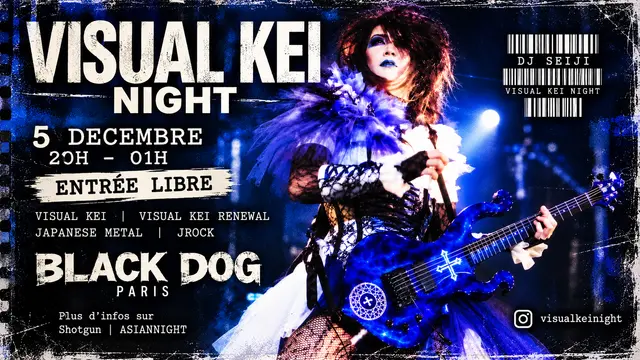 VISUAL KEI
NIGHT
5 DECEMBRE
20H - 01H
ENTRÉE LIBRE
VISUAL KEI | VISUAL KEI RENEWAL
JAPANESE METAL | JROCK
BLACK DOG
PARIS
Plus d'infos sur
Shotgun | ASIANNIGHT
DJ SEIJI
VISUAL KEI NIGHT
visualkeinight